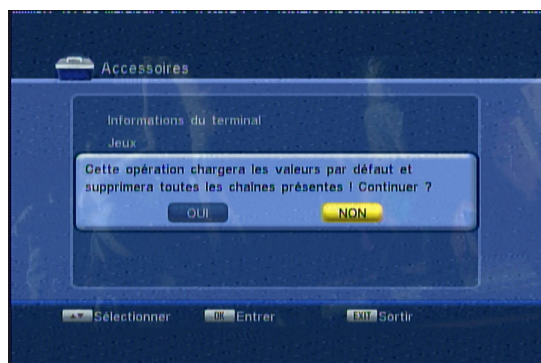 Accessoires
Informations du terminal
Jeux
Cette opération chargera les valeurs par défaut et
supprimera toutes les chaînes présentes ! Continuer ?
OUI NON
Sélectionner OK Entrer EXIT Sortir